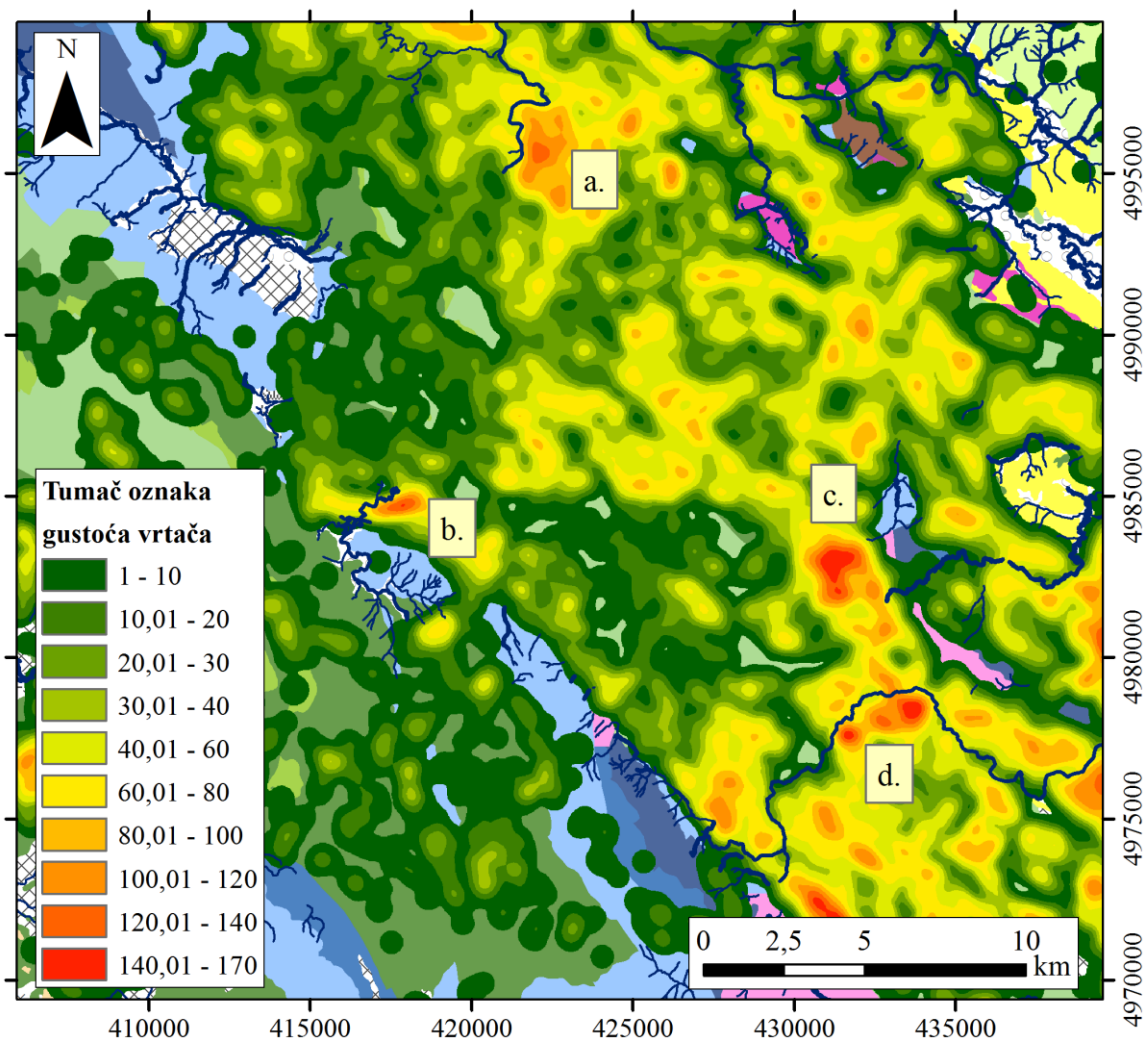 N
a.
b.
c.
d.
Tumač oznaka
gustoća vrtača
1 - 10
10,01 - 20
20,01 - 30
30,01 - 40
40,01 - 60
60,01 - 80
80,01 - 100
100,01 - 120
120,01 - 140
140,01 - 170
0 2,5 5 10
km
4995000
4990000
4985000
4980000
4975000
4970000
410000 415000 420000 425000 430000 435000